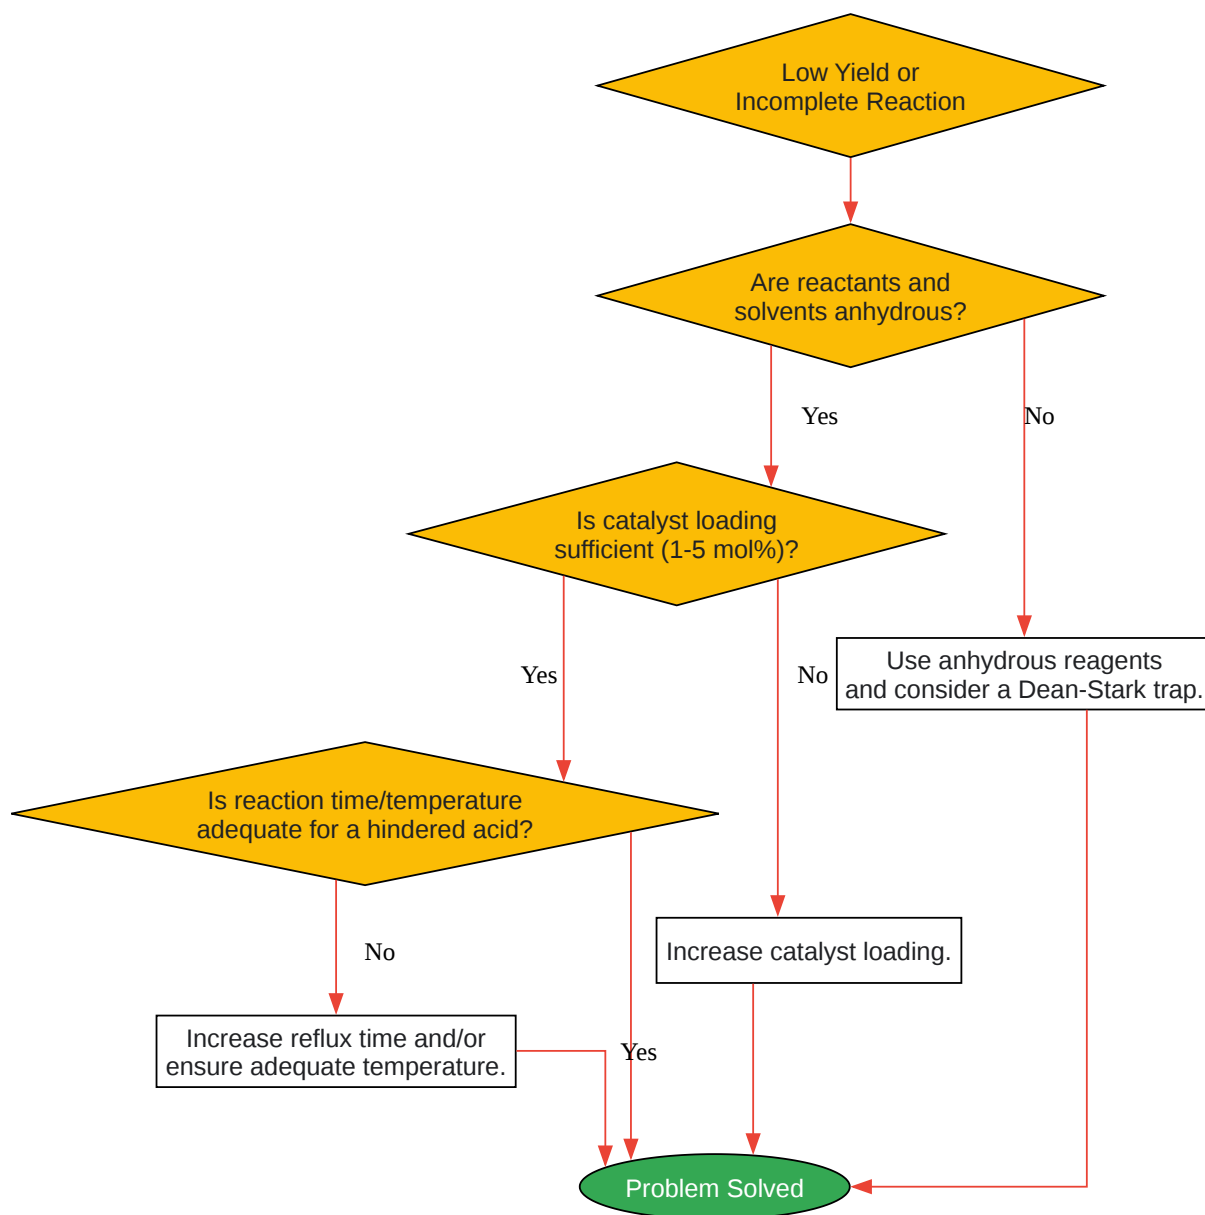 Low Yield or
Incomplete Reaction
Are reactants and
solvents anhydrous?
Yes
No
Is catalyst loading
sufficient (1-5 mol%)?
Yes
No
Use anhydrous reagents
and consider a Dean-Stark trap.
Is reaction time/temperature
adequate for a hindered acid?
No
Increase catalyst loading.
Increase reflux time and/or
ensure adequate temperature.
Yes
Problem Solved